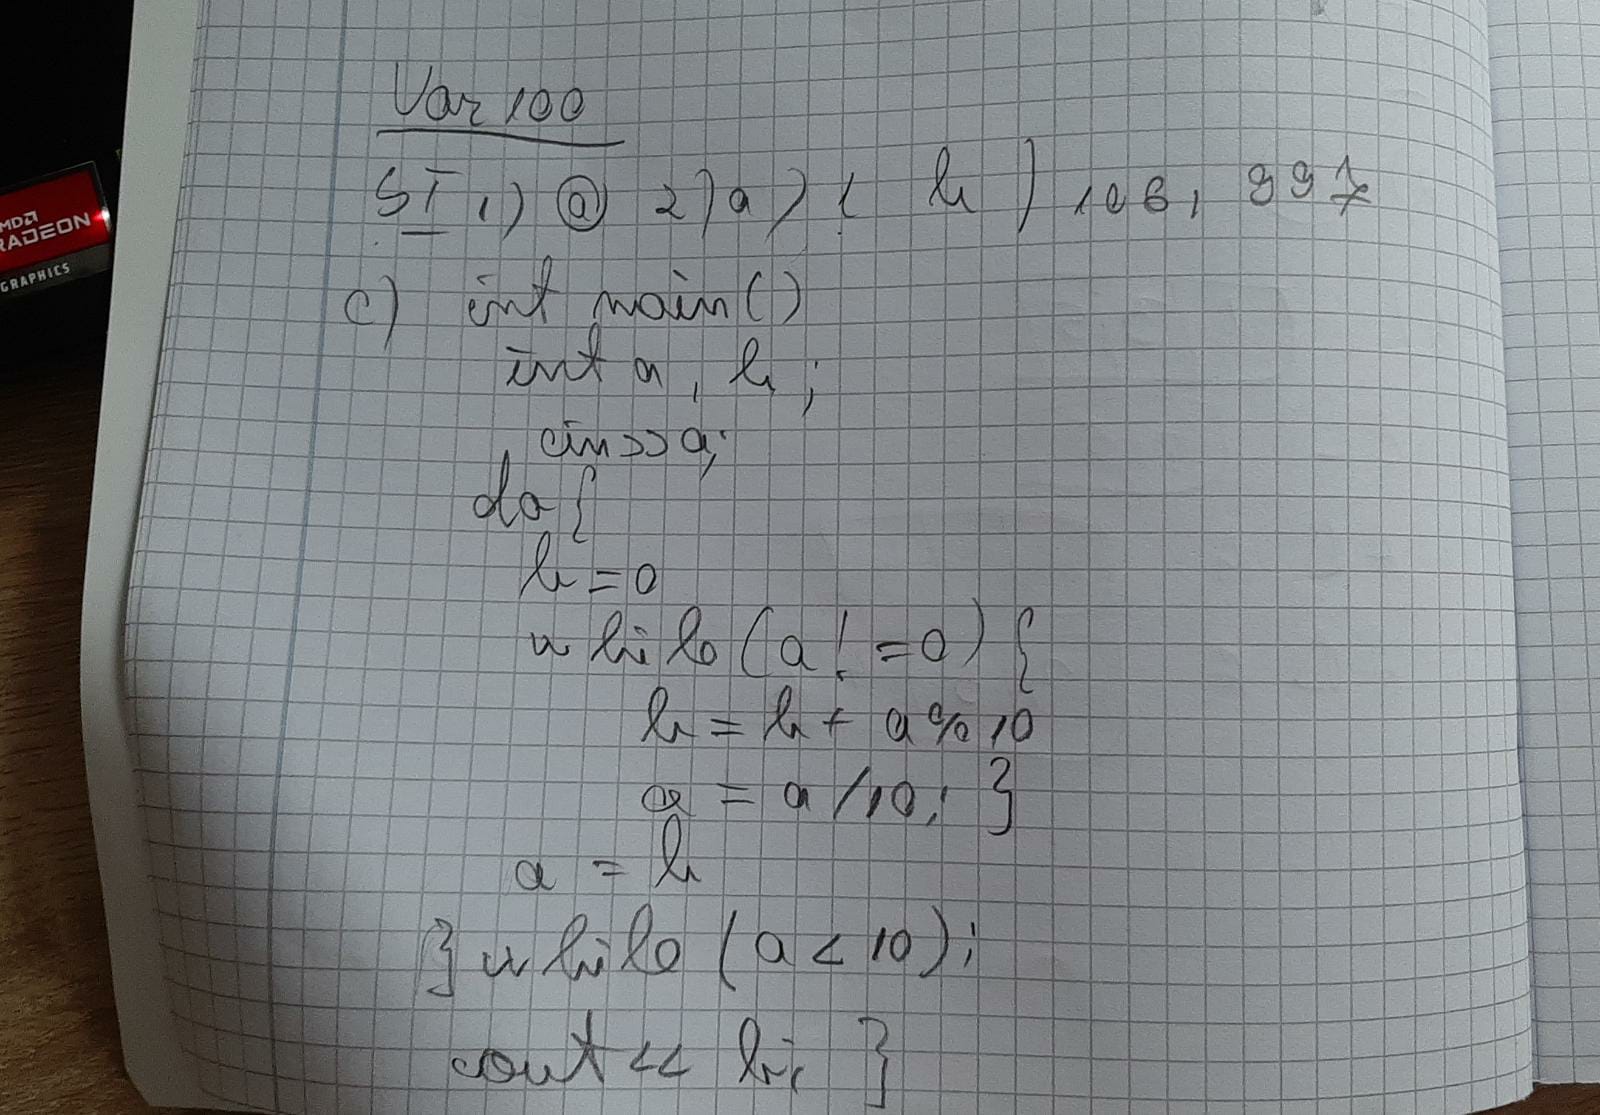 AMD
RADEON
GRAPHICS
Var 100
SI 1) a 2) a) 1 b) 106, 997
c) int main()
int a, b;
cin>>a;
do{
b=0
while(a!=0){
b=b+a%10
a=a/10; }
a=b
}while(a<10);
cout<<b; }